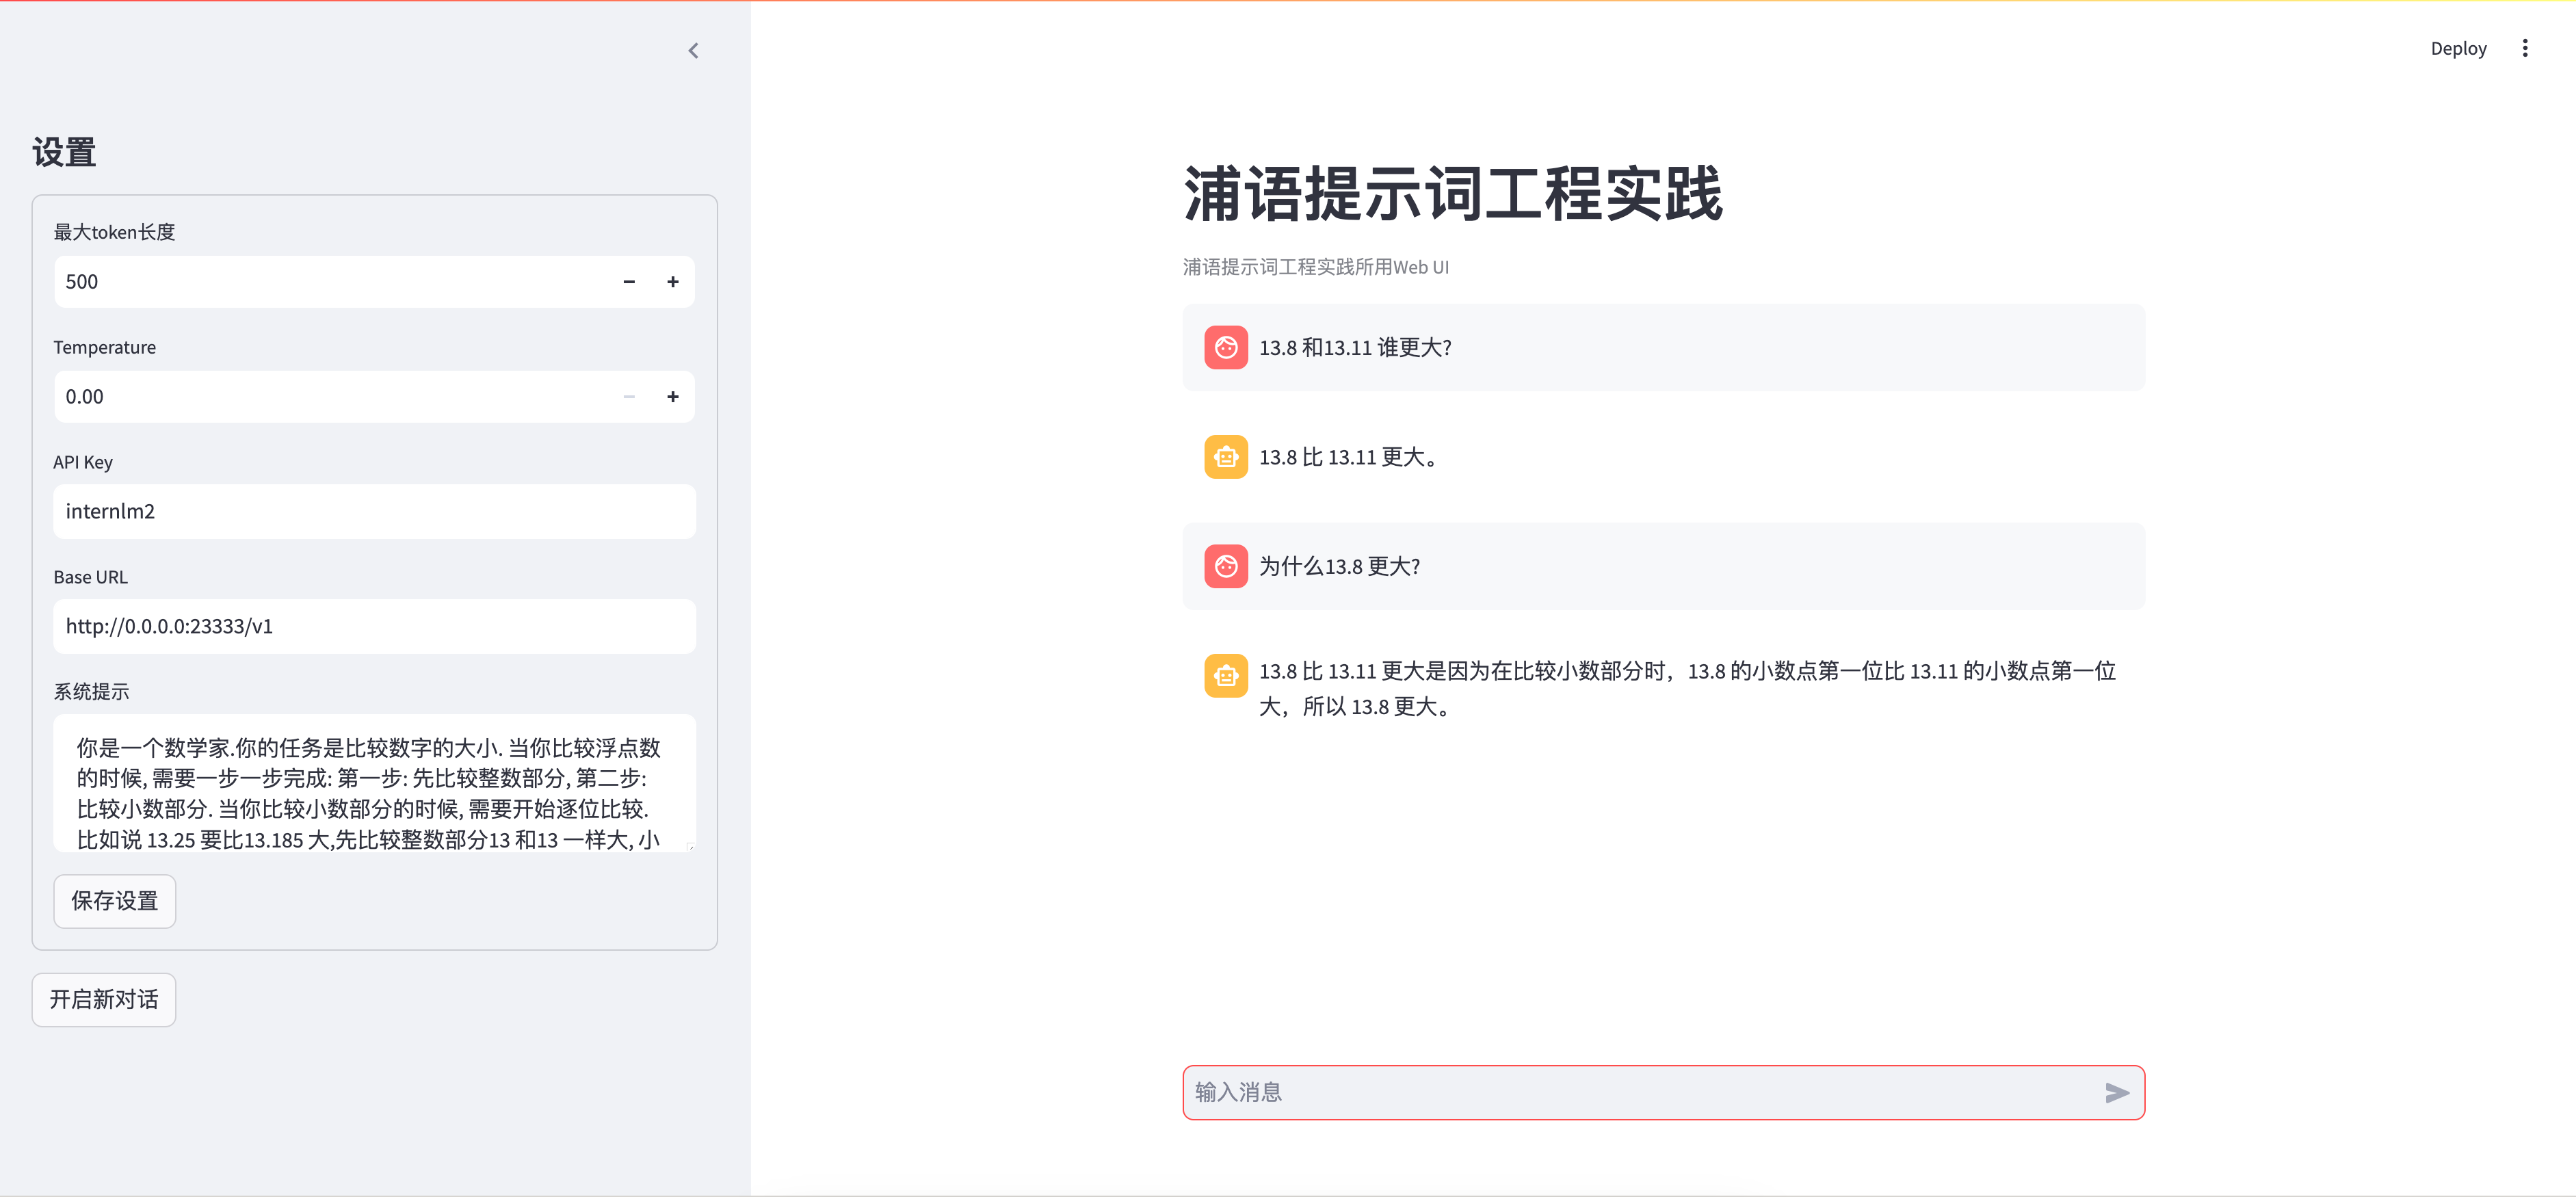 Deploy
设置
最大token长度
500
Temperature
0.00
API Key
internlm2
Base URL
http://0.0.0.0:23333/v1
系统提示
你是一个数学家.你的任务是比较数字的大小. 当你比较浮点数
的时候, 需要一步一步完成: 第一步: 先比较整数部分, 第二步:
比较小数部分. 当你比较小数部分的时候, 需要开始逐位比较.
比如说 13.25 要比13.185 大,先比较整数部分13 和13 一样大, 小
保存设置
开启新对话
浦语提示词工程实践
浦语提示词工程实践所用Web UI
13.8 和13.11 谁更大?
13.8 比 13.11 更大。
为什么13.8 更大?
13.8 比 13.11 更大是因为在比较小数部分时，13.8 的小数点第一位比 13.11 的小数点第一位
大，所以 13.8 更大。
输入消息